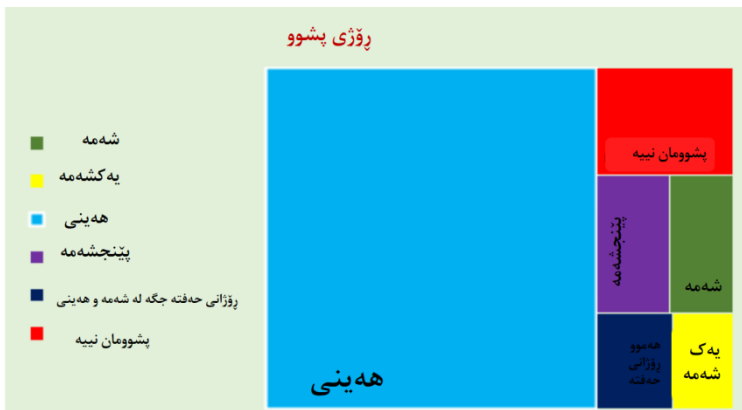 ڕۆژی پشوو
شەمە
یەکشەمە
هەینی
پێنجشەمە
ڕۆژانی حەفتە جگە لە شەمە و هەینی
پشوومان نییە
پشوومان نییە
پێنجشەمە
شەمە
هەموو
ڕۆژانی
حەفتە
یەک
شەمە
هەینی